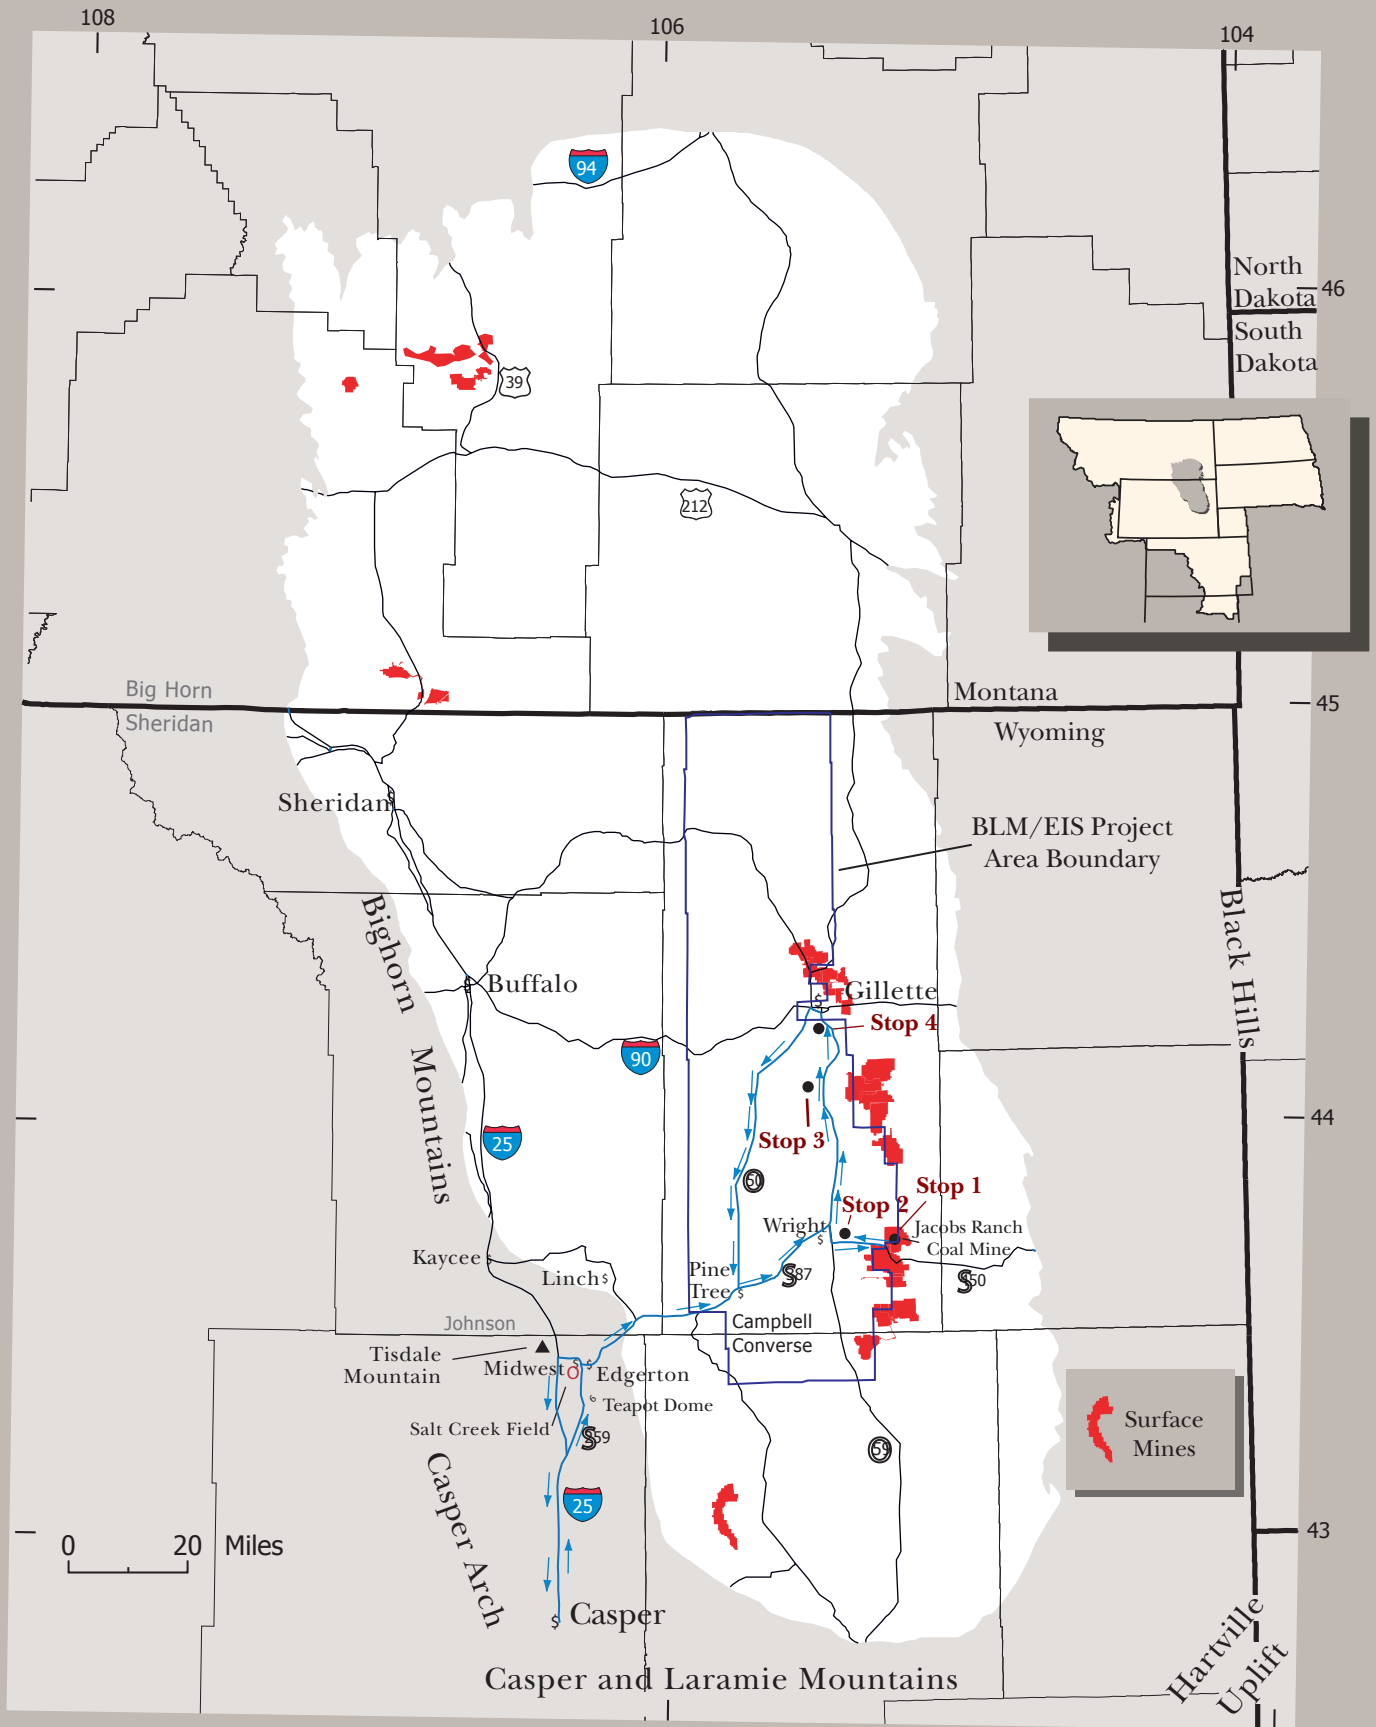 108
106
104
94
North
Dakota
46
South
Dakota
39
212
Big Horn
Sheridan
Montana
Wyoming
45
Sheridan
BLM/EIS Project
Area Boundary
Bighorn
Mountains
Black Hills
Buffalo
Gillette
Stop 4
90
Stop 3
44
25
50
Stop 1
Stop 2
Wright
Jacobs Ranch
Coal Mine
Kaycee
Linch
Pine
Tree
387
450
Johnson
Campbell
Converse
Tisdale
Mountain
Midwest
Edgerton
Teapot Dome
Salt Creek Field
259
59
Surface
Mines
Casper Arch
25
43
0 20 Miles
Casper
Casper and Laramie Mountains
Hartville
Uplift